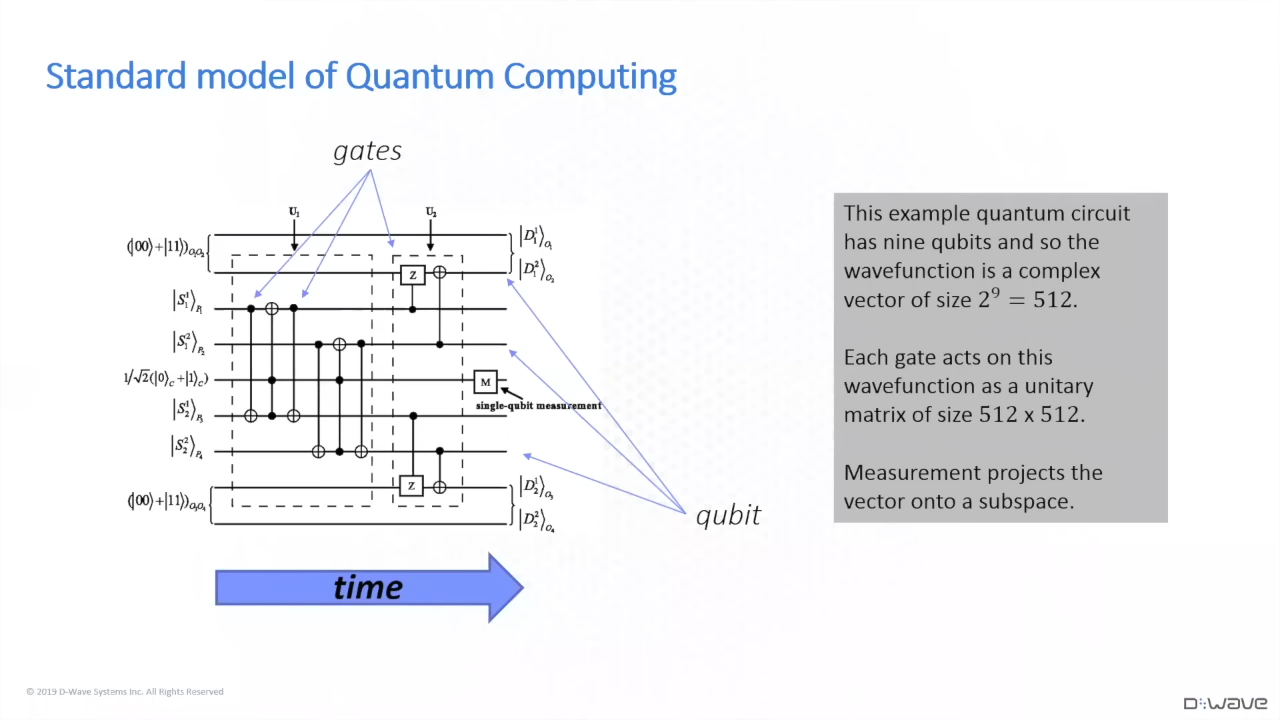 Standard model of Quantum Computing
gates
U₁
U₂
(|00⟩+|11⟩)O₁O₂
|D₁¹⟩O₁
|D₁²⟩O₂
Z
|S₁¹⟩P₁
|S₁²⟩P₂
1/√2(|0⟩C+|1⟩C)
M
single-qubit measurement
|S₂¹⟩P₃
|S₂²⟩P₄
Z
(|00⟩+|11⟩)O₃O₄
|D₂¹⟩O₃
|D₂²⟩O₄
qubit
time
This example quantum circuit
has nine qubits and so the
wavefunction is a complex
vector of size 2⁹ = 512.
Each gate acts on this
wavefunction as a unitary
matrix of size 512 x 512.
Measurement projects the
vector onto a subspace.
© 2019 D-Wave Systems Inc. All Rights Reserved
D:wave